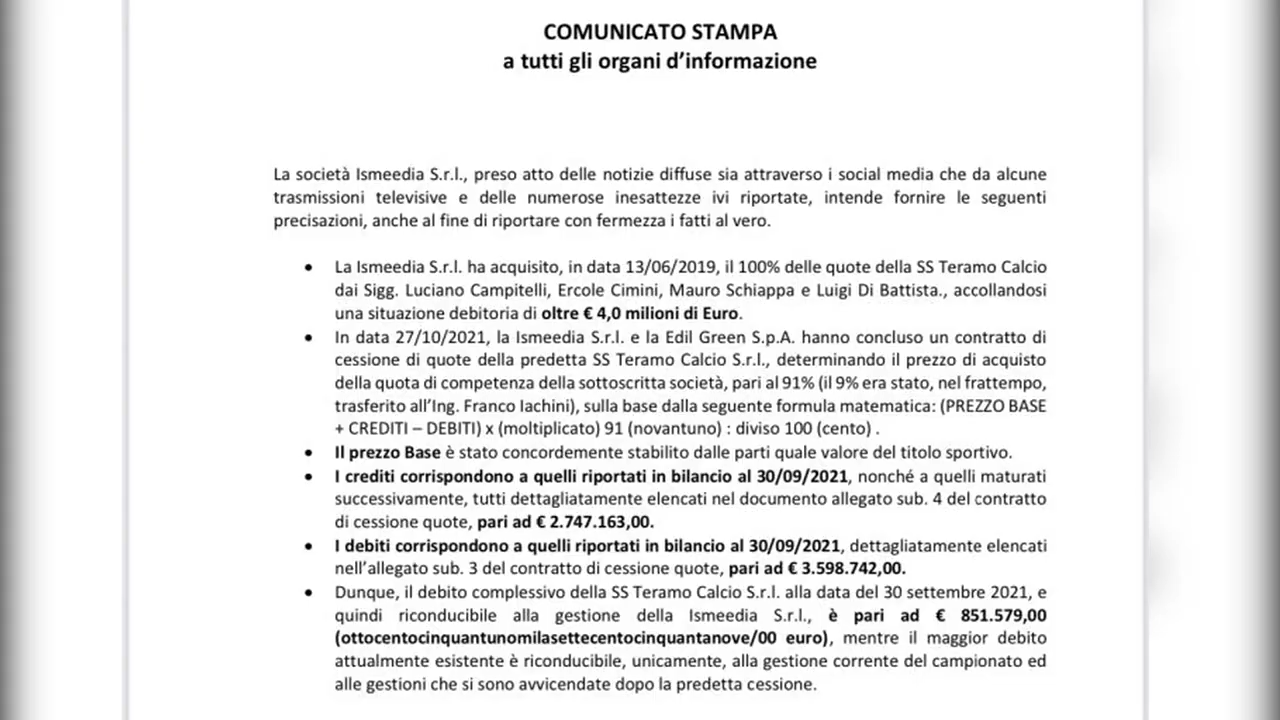 COMUNICATO STAMPA
a tutti gli organi d’informazione
La società Ismeedia S.r.l., preso atto delle notizie diffuse sia attraverso i social media che da alcune
trasmissioni televisive e delle numerose inesattezze ivi riportate, intende fornire le seguenti
precisazioni, anche al fine di riportare con fermezza i fatti al vero.
• La Ismeedia S.r.l. ha acquisito, in data 13/06/2019, il 100% delle quote della SS Teramo Calcio
dai Sigg. Luciano Campitelli, Ercole Cimini, Mauro Schiappa e Luigi Di Battista., accollandosi
una situazione debitoria di oltre € 4,0 milioni di Euro.
• In data 27/10/2021, la Ismeedia S.r.l. e la Edil Green S.p.A. hanno concluso un contratto di
cessione di quote della predetta SS Teramo Calcio S.r.l., determinando il prezzo di acquisto
della quota di competenza della sottoscritta società, pari al 91% (il 9% era stato, nel frattempo,
trasferito all’Ing. Franco Iachini), sulla base dalla seguente formula matematica: (PREZZO BASE
+ CREDITI – DEBITI) x (moltiplicato) 91 (novantuno) : diviso 100 (cento) .
• Il prezzo Base è stato concordemente stabilito dalle parti quale valore del titolo sportivo.
• I crediti corrispondono a quelli riportati in bilancio al 30/09/2021, nonché a quelli maturati
successivamente, tutti dettagliatamente elencati nel documento allegato sub. 4 del contratto
di cessione quote, pari ad € 2.747.163,00.
• I debiti corrispondono a quelli riportati in bilancio al 30/09/2021, dettagliatamente elencati
nell’allegato sub. 3 del contratto di cessione quote, pari ad € 3.598.742,00.
• Dunque, il debito complessivo della SS Teramo Calcio S.r.l. alla data del 30 settembre 2021, e
quindi riconducibile alla gestione della Ismeedia S.r.l., è pari ad € 851.579,00
(ottocentocinquantunomilasettecentocinquantanove/00 euro), mentre il maggior debito
attualmente esistente è riconducibile, unicamente, alla gestione corrente del campionato ed
alle gestioni che si sono avvicendate dopo la predetta cessione.